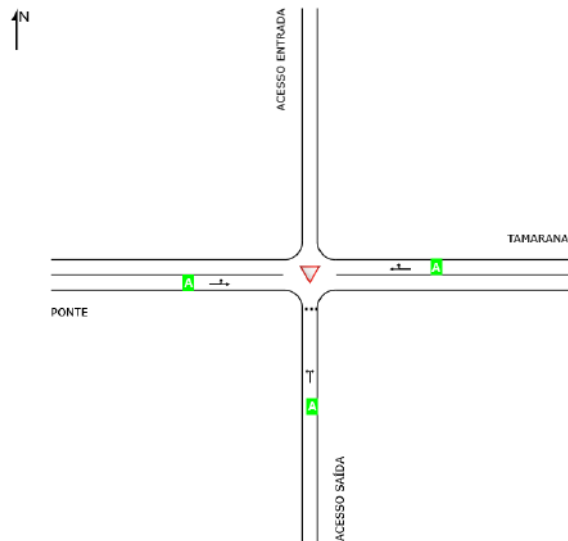 N
ACESSO ENTRADA
TAMARANA
A
A
PONTE
A
ACESSO SAÍDA